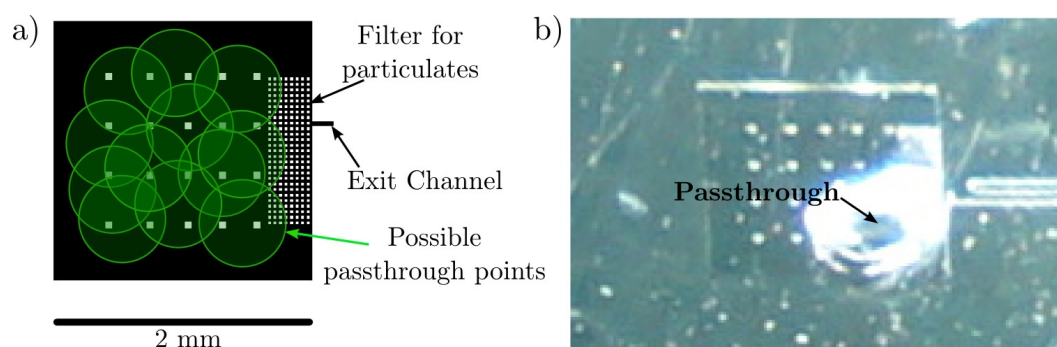 a)
Filter for
particulates
Exit Channel
Possible
passthrough points
2 mm
b)
Passthrough